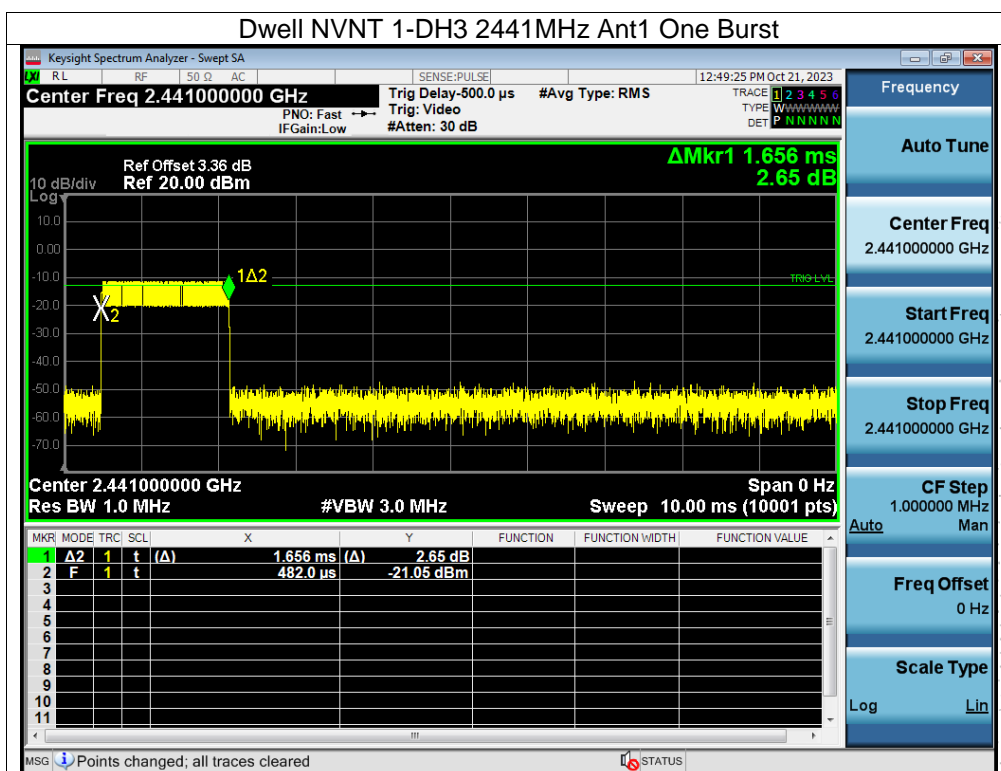 Dwell NVNT 1-DH3 2441MHz Ant1 One Burst
Keysight Spectrum Analyzer - Swept SA
LXI RL RF 50 Ω AC SENSE:PULSE 12:49:25 PM Oct 21, 2023
Center Freq 2.441000000 GHz
PNO: Fast
IFGain:Low
Trig Delay-500.0 µs
Trig: Video
#Atten: 30 dB
#Avg Type: RMS
TRACE 1 2 3 4 5 6
TYPE WWWWWW
DET P N N N N N
Ref Offset 3.36 dB
10 dB/div Ref 20.00 dBm
Log
ΔMkr1 1.656 ms
2.65 dB
10.0
0.00
-10.0
-20.0
-30.0
-40.0
-50.0
-60.0
-70.0
1Δ2
TRIG LVL
2
Center 2.441000000 GHz Span 0 Hz
Res BW 1.0 MHz #VBW 3.0 MHz Sweep 10.00 ms (10001 pts)
MKR MODE TRC SCL X Y FUNCTION FUNCTION WIDTH FUNCTION VALUE
1 Δ2 1 t (Δ) 1.656 ms (Δ) 2.65 dB
2 F 1 t 482.0 µs -21.05 dBm
3
4
5
6
7
8
9
10
11
MSG Points changed; all traces cleared STATUS
Frequency
Auto Tune
Center Freq
2.441000000 GHz
Start Freq
2.441000000 GHz
Stop Freq
2.441000000 GHz
CF Step
1.000000 MHz
Auto Man
Freq Offset
0 Hz
Scale Type
Log Lin